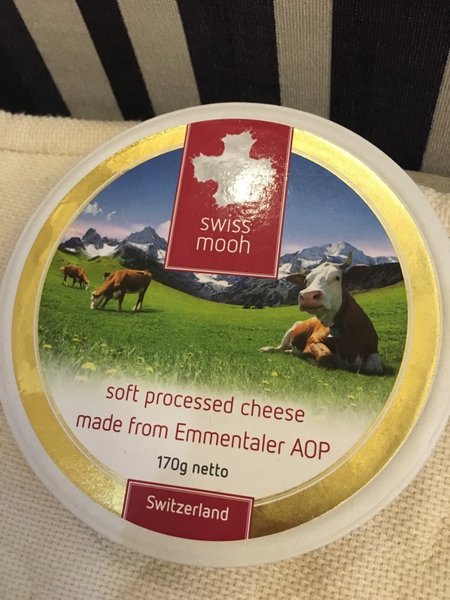 swiss
mooh
soft processed cheese
made from Emmentaler AOP
170g netto
Switzerland